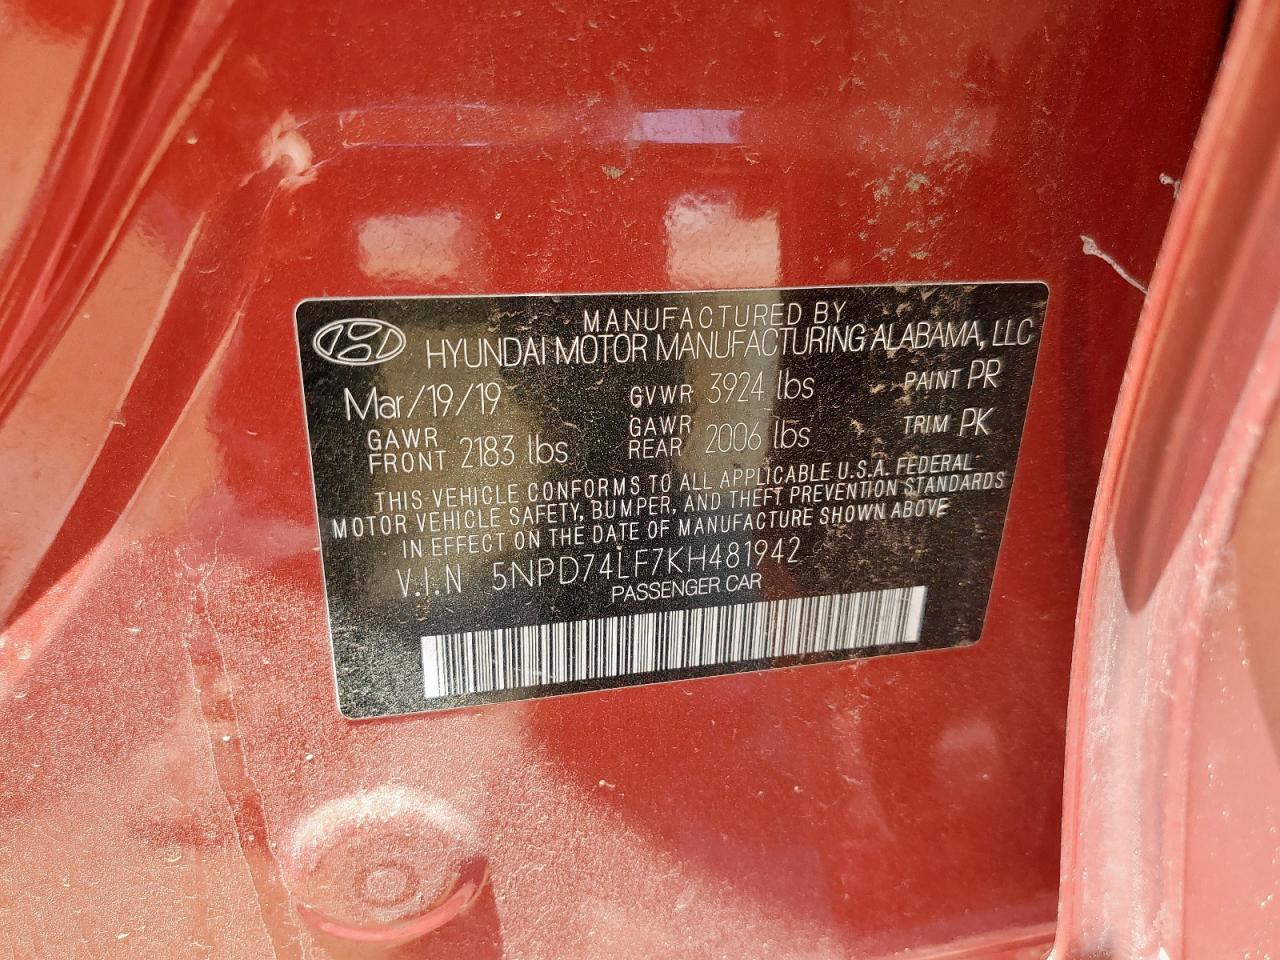 MANUFACTURED BY
HYUNDAI MOTOR MANUFACTURING ALABAMA, LLC
Mar/19/19 GVWR 3924 lbs PAINT PR
GAWR FRONT 2183 lbs GAWR REAR 2006 lbs TRIM PK
THIS VEHICLE CONFORMS TO ALL APPLICABLE U.S.A. FEDERAL
MOTOR VEHICLE SAFETY, BUMPER, AND THEFT PREVENTION STANDARDS
IN EFFECT ON THE DATE OF MANUFACTURE SHOWN ABOVE
V.I.N 5NPD74LF7KH481942
PASSENGER CAR